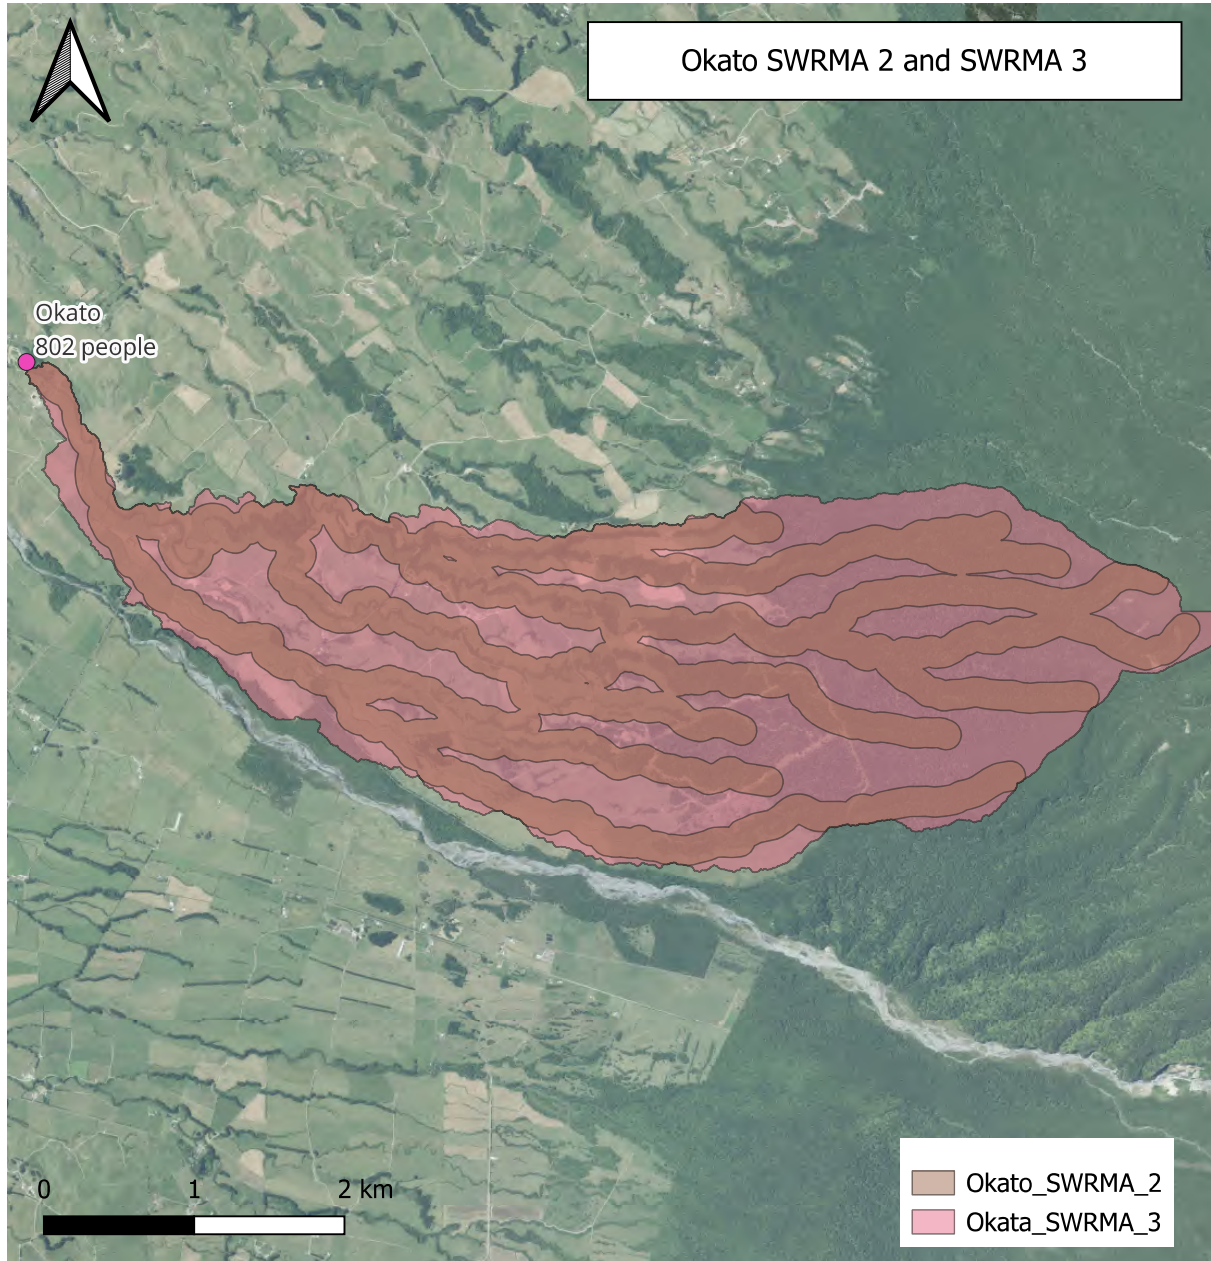 Okato SWRMA 2 and SWRMA 3
Okato
802 people
0 1 2 km
Okato_SWRMA_2
Okata_SWRMA_3